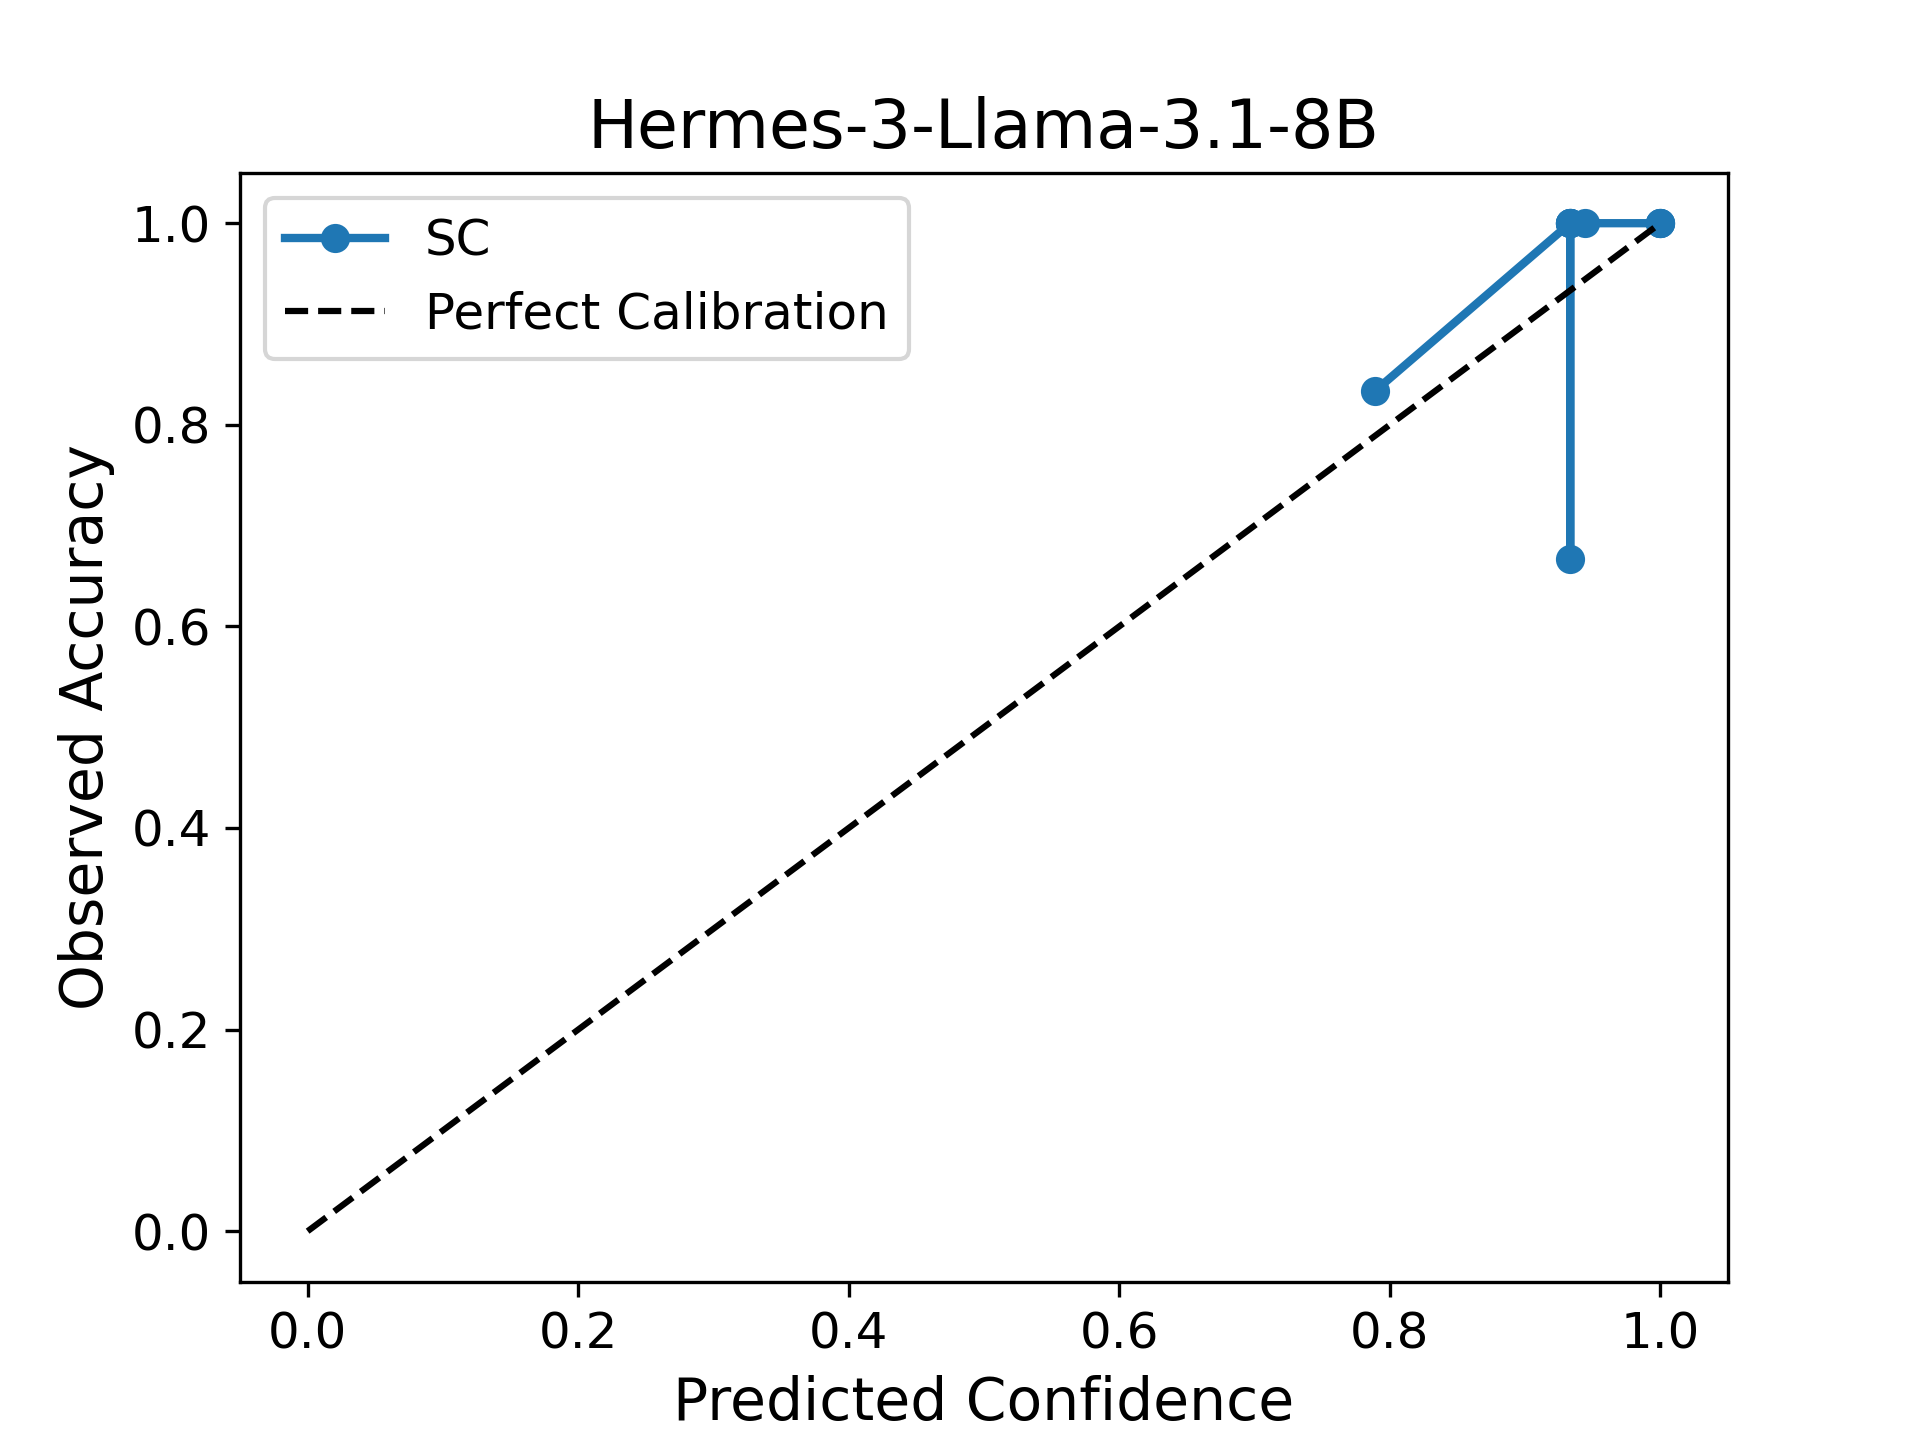 Hermes-3-Llama-3.1-8B
SC
Perfect Calibration
Observed Accuracy
1.0
0.8
0.6
0.4
0.2
0.0
0.0 0.2 0.4 0.6 0.8 1.0
Predicted Confidence